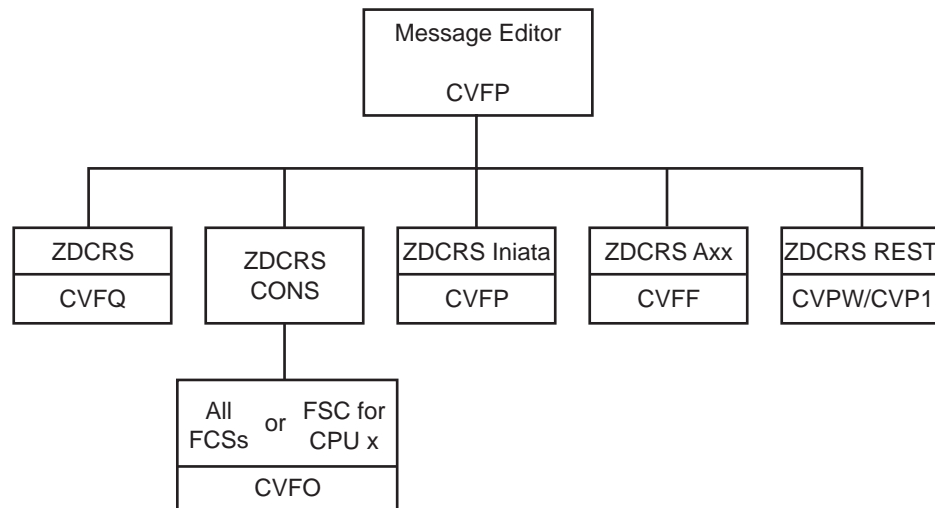 Message Editor
CVFP
ZDCRS
CVFQ
ZDCRS
CONS
ZDCRS Iniata
CVFP
ZDCRS Axx
CVFF
ZDCRS REST
CVPW/CVP1
All
FCSs
or
FSC for
CPU x
CVFO